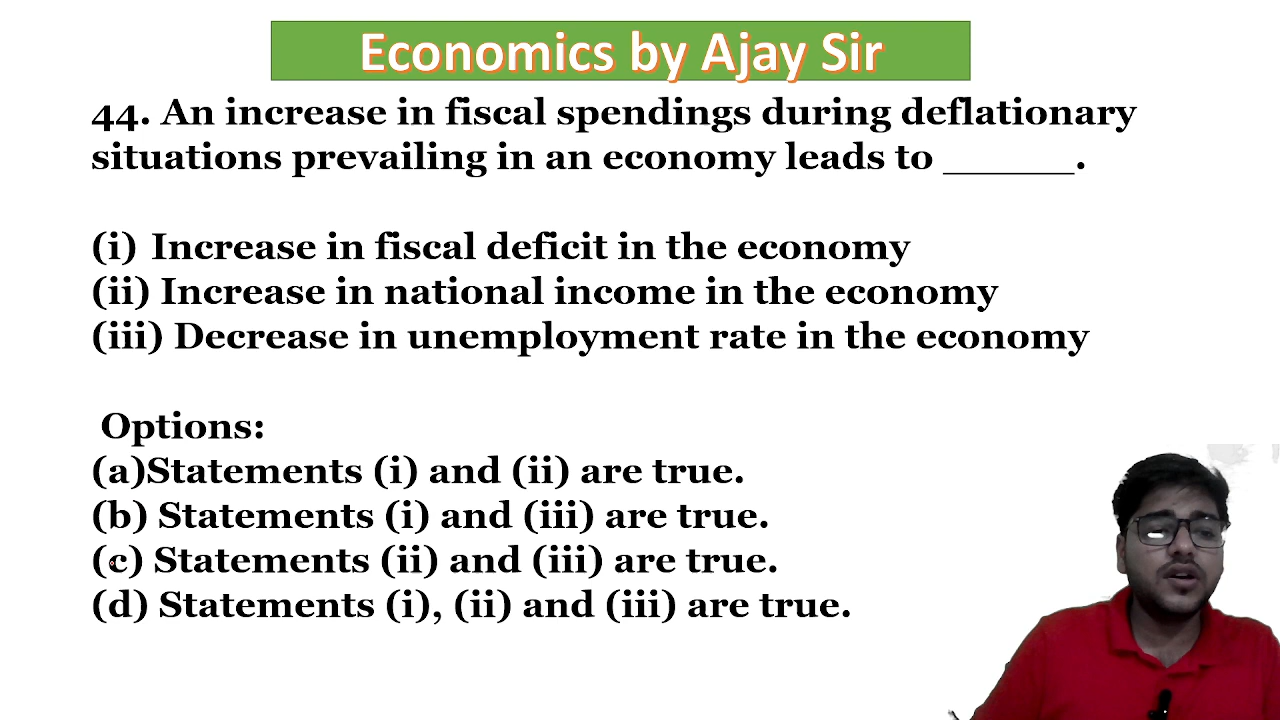 Economics by Ajay Sir
44. An increase in fiscal spendings during deflationary
situations prevailing in an economy leads to ______.
(i) Increase in fiscal deficit in the economy
(ii) Increase in national income in the economy
(iii) Decrease in unemployment rate in the economy
Options:
(a)Statements (i) and (ii) are true.
(b) Statements (i) and (iii) are true.
(c) Statements (ii) and (iii) are true.
(d) Statements (i), (ii) and (iii) are true.